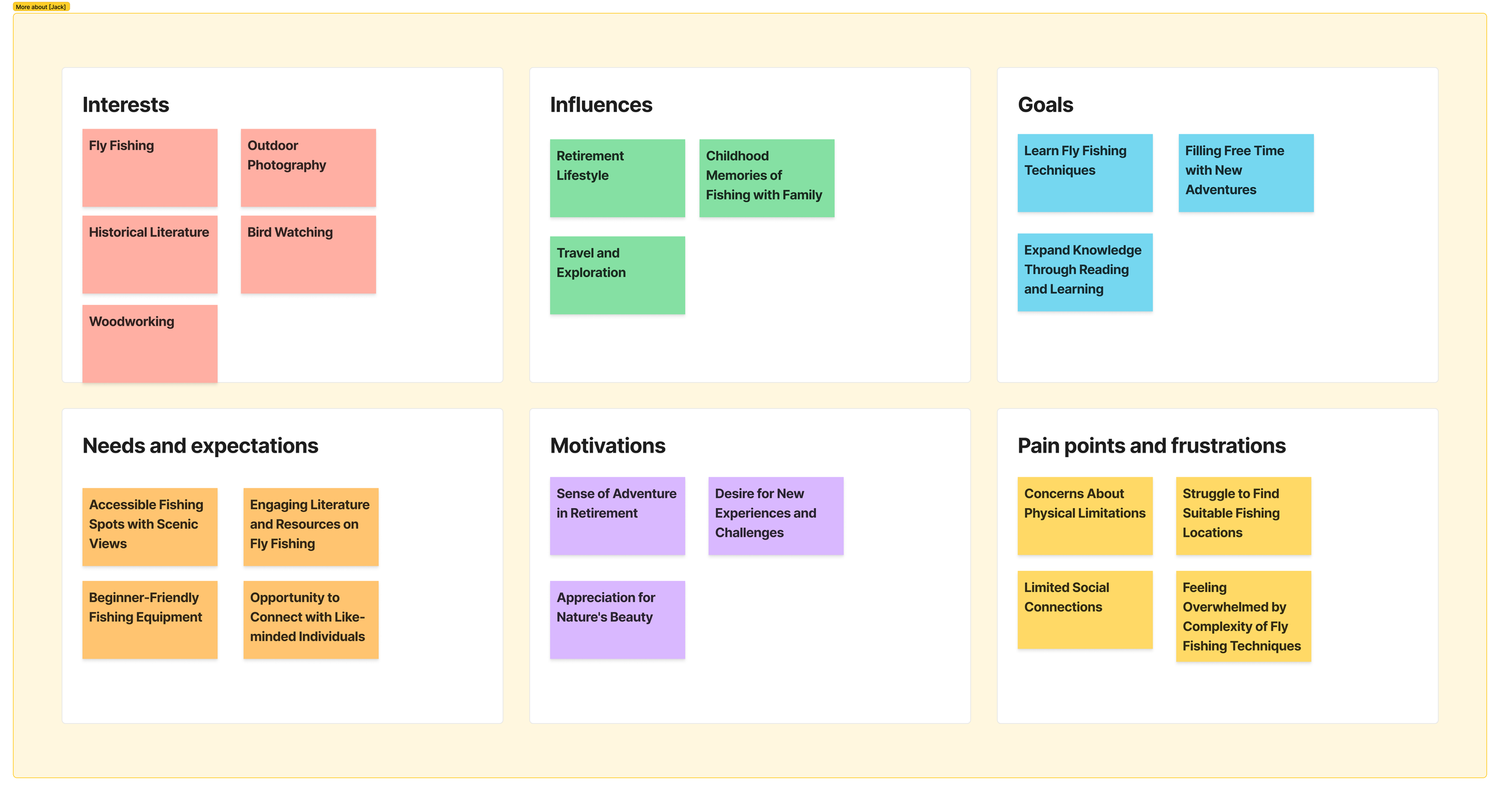 More about [Jack]
Interests
Fly Fishing
Outdoor
Photography
Historical Literature
Bird Watching
Woodworking
Influences
Retirement
Lifestyle
Childhood
Memories of
Fishing with Family
Travel and
Exploration
Goals
Learn Fly Fishing
Techniques
Filling Free Time
with New
Adventures
Expand Knowledge
Through Reading
and Learning
Needs and expectations
Accessible Fishing
Spots with Scenic
Views
Engaging Literature
and Resources on
Fly Fishing
Beginner-Friendly
Fishing Equipment
Opportunity to
Connect with Like-
minded Individuals
Motivations
Sense of Adventure
in Retirement
Desire for New
Experiences and
Challenges
Appreciation for
Nature's Beauty
Pain points and frustrations
Concerns About
Physical Limitations
Struggle to Find
Suitable Fishing
Locations
Limited Social
Connections
Feeling
Overwhelmed by
Complexity of Fly
Fishing Techniques